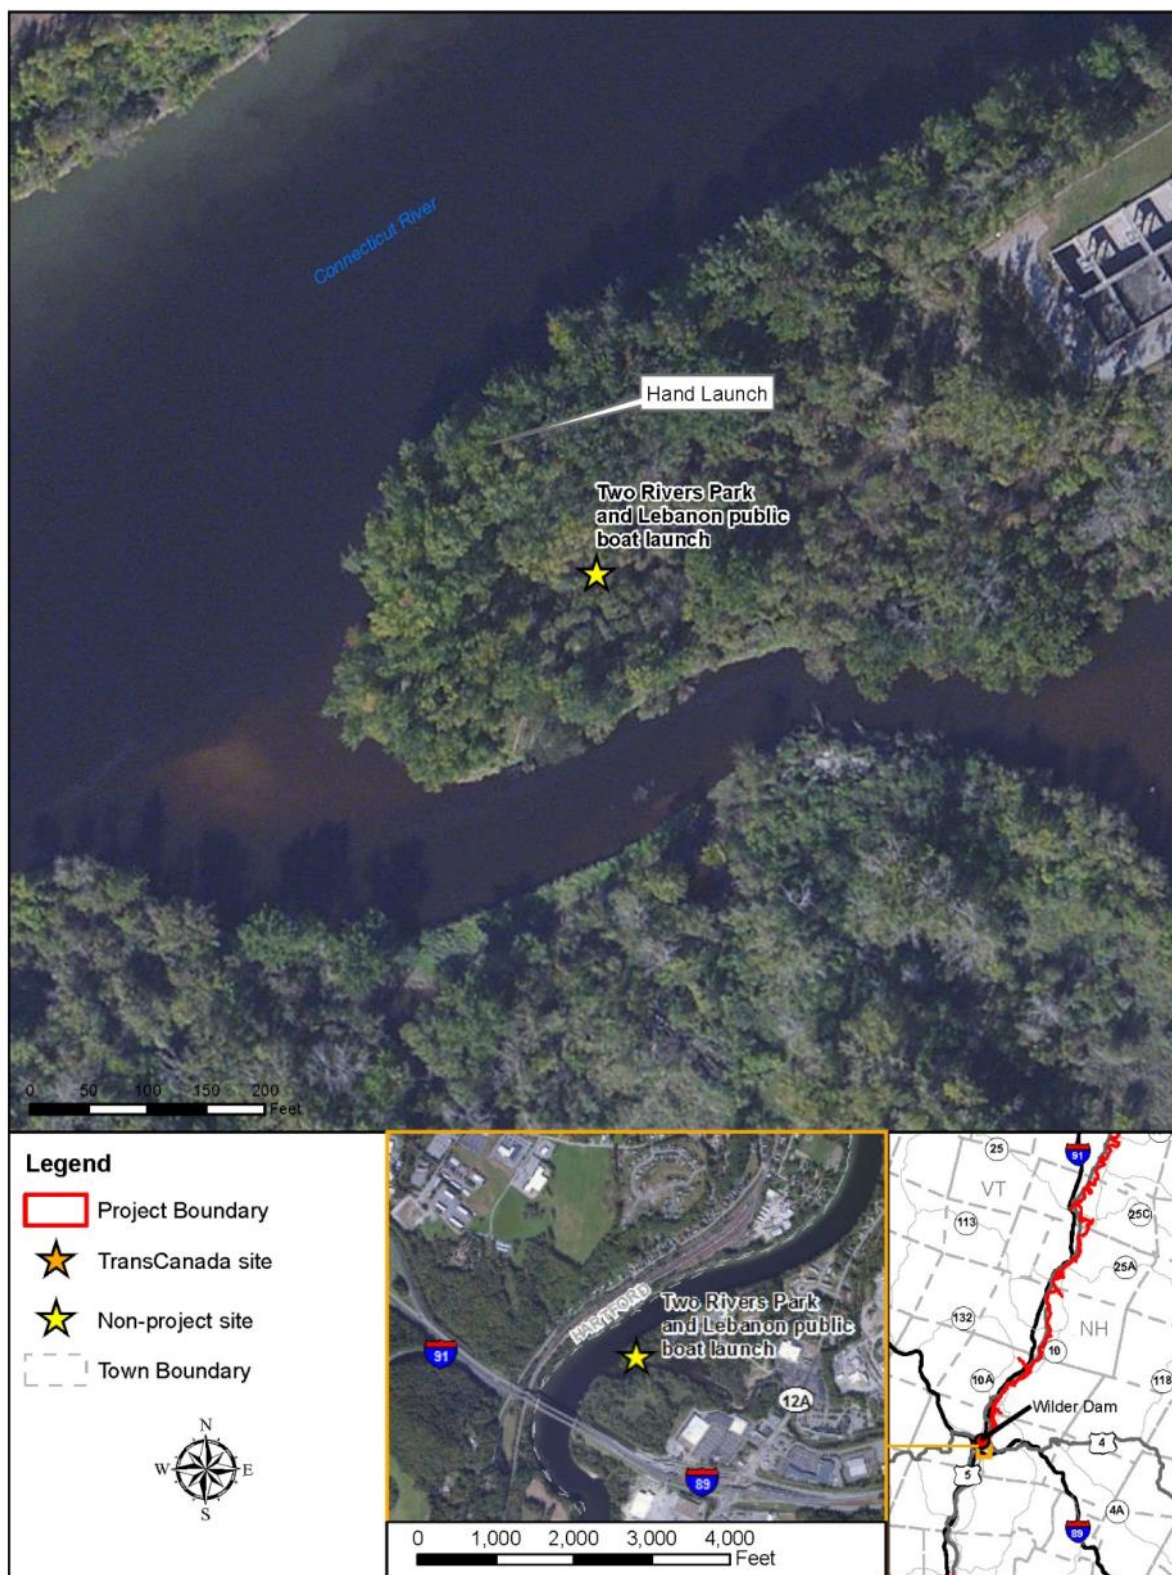 Connecticut River
Hand Launch
Two Rivers Park
and Lebanon public
boat launch
0 50 100 150 200
Feet
Legend
Project Boundary
TransCanada site
Non-project site
Town Boundary
N
W E
S
HARTFORD
Two Rivers Park
and Lebanon public
boat launch
91
12A
89
0 1,000 2,000 3,000 4,000
Feet
25
91
VT
25C
113
25A
132
NH
10
10A
118
Wilder Dam
4
5
4A
89